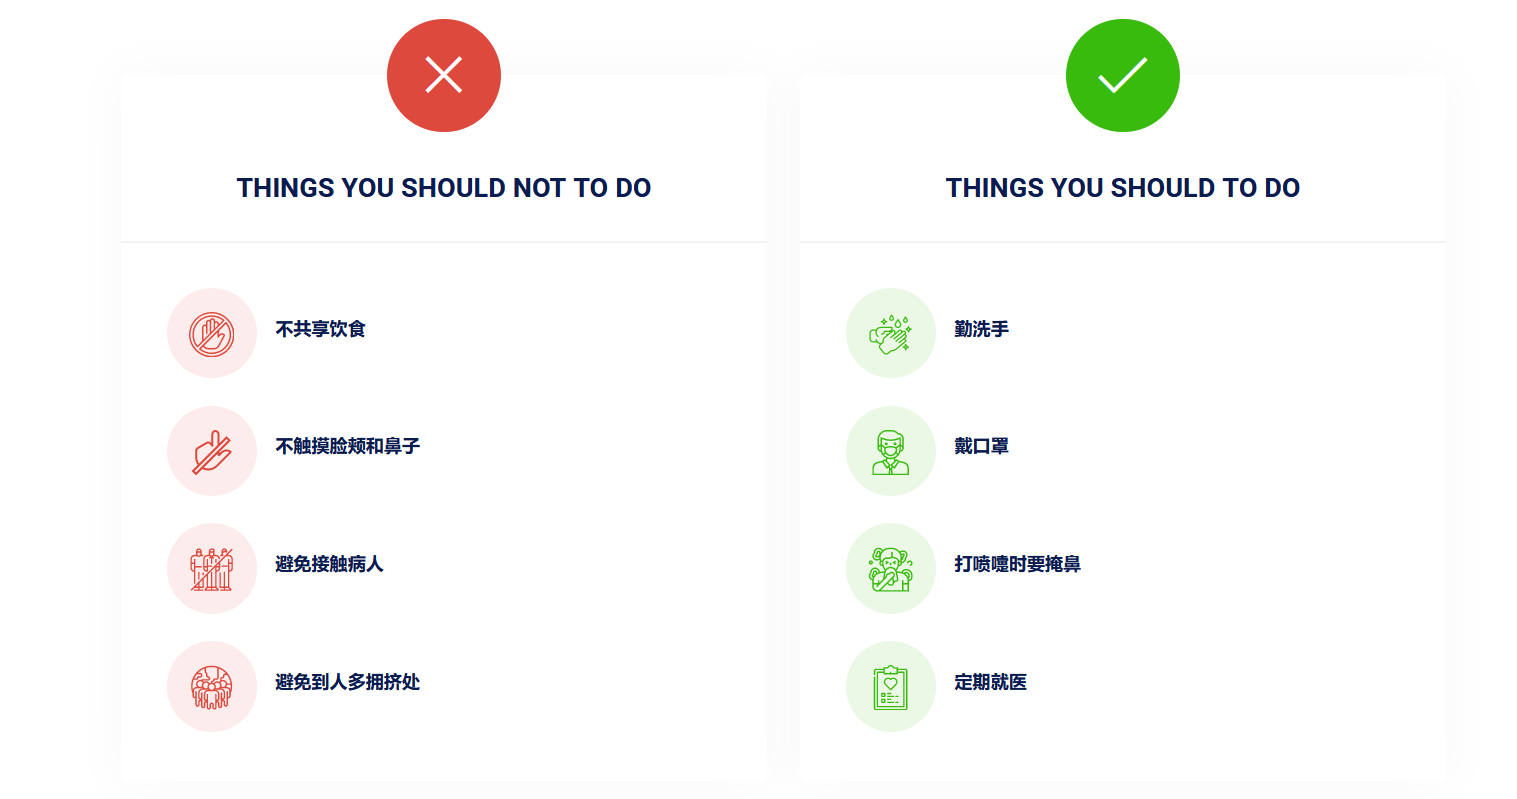 THINGS YOU SHOULD NOT TO DO
不共享饮食
不触摸脸颊和鼻子
避免接触病人
避免到人多拥挤处
THINGS YOU SHOULD TO DO
勤洗手
戴口罩
打喷嚏时要掩鼻
定期就医